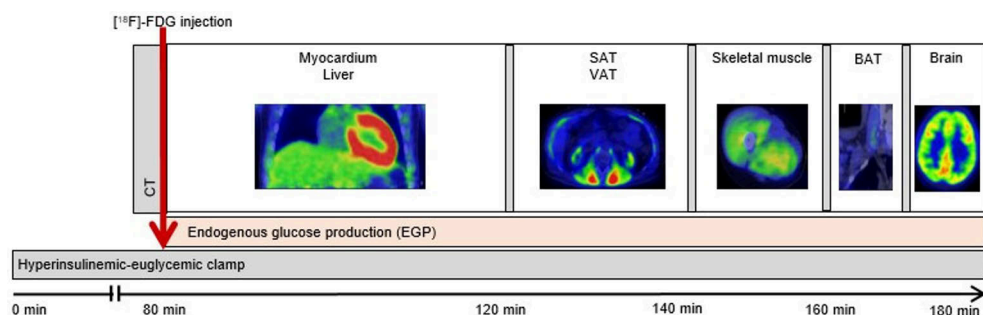 [¹⁸F]-FDG injection
CT
Myocardium
Liver
SAT
VAT
Skeletal muscle
BAT
Brain
Endogenous glucose production (EGP)
Hyperinsulinemic-euglycemic clamp
0 min
80 min
120 min
140 min
160 min
180 min